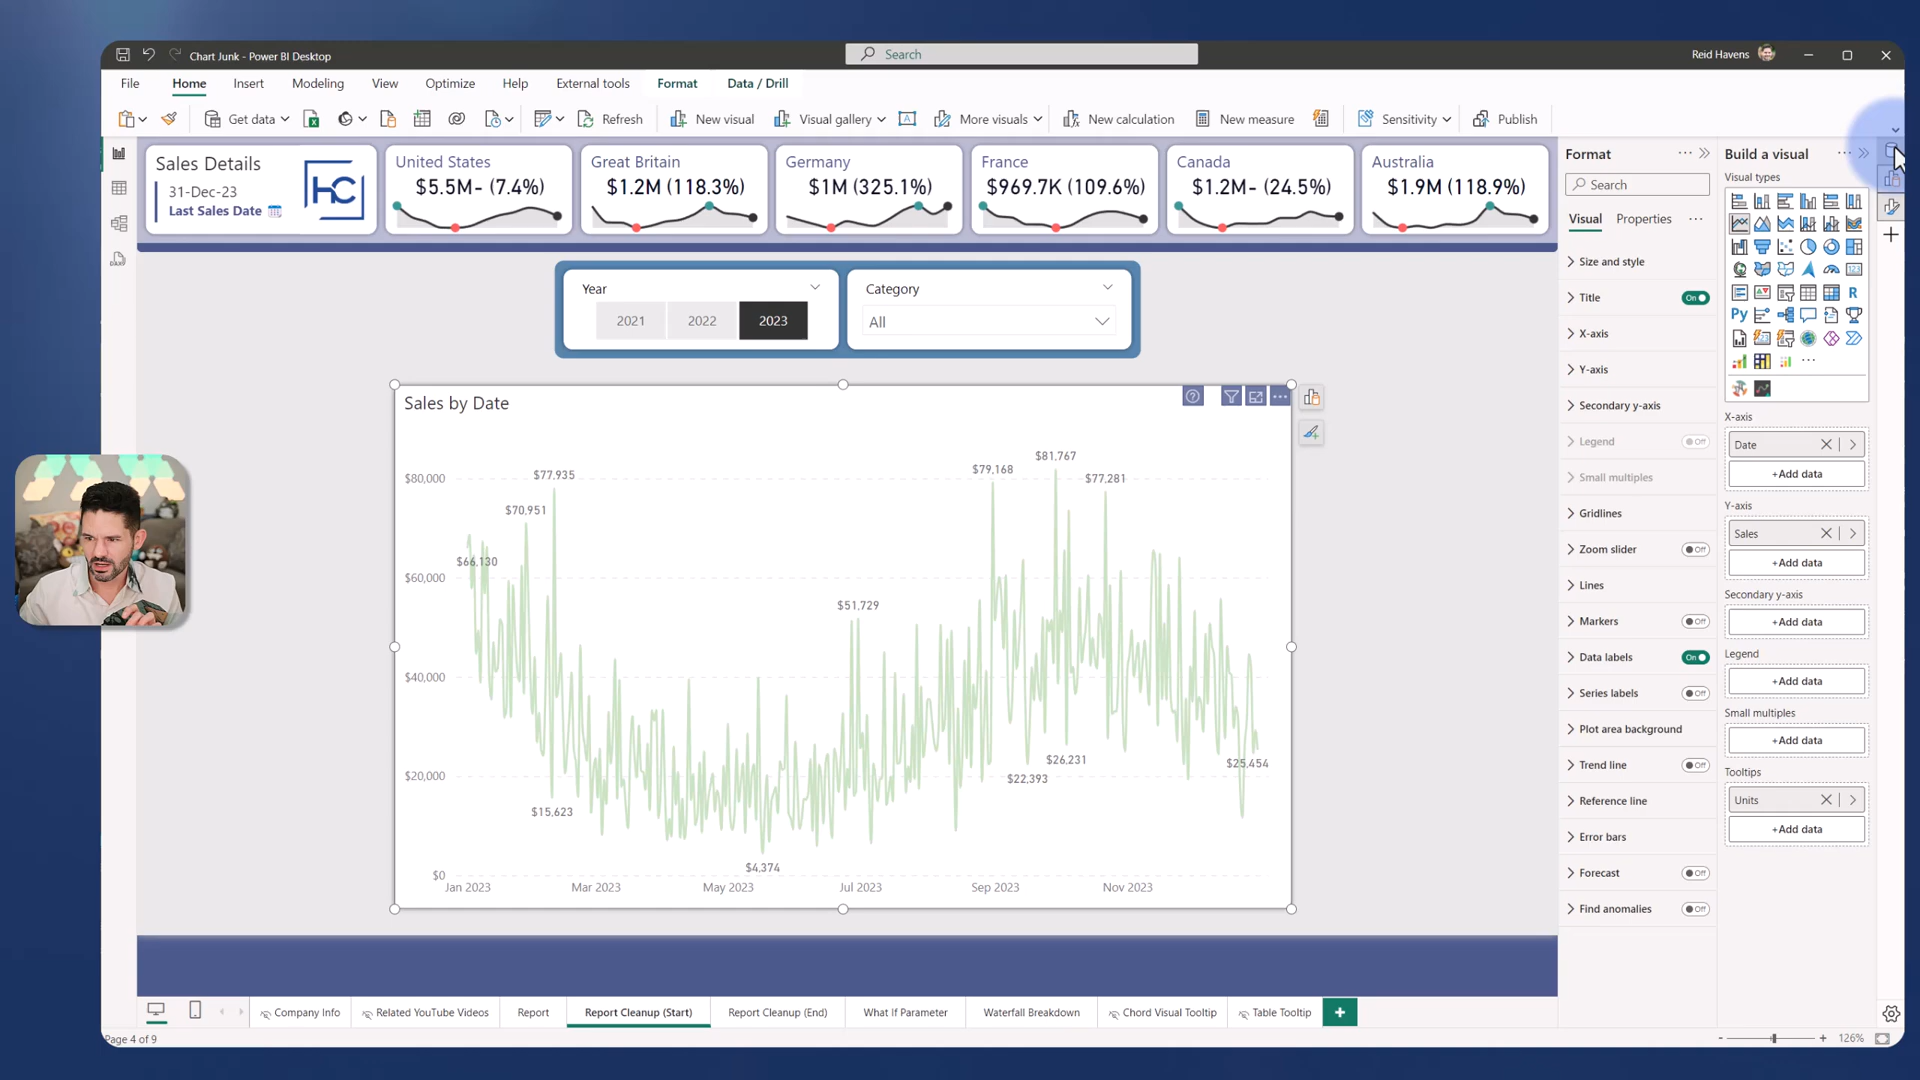 Chart Junk - Power BI Desktop
Search
Reid Havens
File Home Insert Modeling View Optimize Help External tools Format Data / Drill
Get data Refresh New visual Visual gallery More visuals New calculation New measure Sensitivity Publish
Sales Details
31-Dec-23
Last Sales Date
HC
United States
$5.5M- (7.4%)
Great Britain
$1.2M (118.3%)
Germany
$1M (325.1%)
France
$969.7K (109.6%)
Canada
$1.2M- (24.5%)
Australia
$1.9M (118.9%)
Year
2021 2022 2023
Category
All
Sales by Date
$80,000
$60,000
$40,000
$20,000
$0
$66,130
$70,951
$77,935
$15,623
$4,374
$51,729
$79,168
$81,767
$77,281
$22,393
$26,231
$25,454
Jan 2023 Mar 2023 May 2023 Jul 2023 Sep 2023 Nov 2023
Format
Search
Visual Properties
Size and style
Title On
X-axis
Y-axis
Secondary y-axis
Legend Off
Small multiples
Gridlines
Zoom slider Off
Lines
Markers Off
Data labels On
Series labels Off
Plot area background
Trend line Off
Reference line
Error bars
Forecast Off
Find anomalies Off
Build a visual
Visual types
R
Py
X-axis
Date
+Add data
Y-axis
Sales
+Add data
Secondary y-axis
+Add data
Legend
+Add data
Small multiples
+Add data
Tooltips
Units
+Add data
Company Info Related YouTube Videos Report Report Cleanup (Start) Report Cleanup (End) What If Parameter Waterfall Breakdown Chord Visual Tooltip Table Tooltip
Page 4 of 9
126%